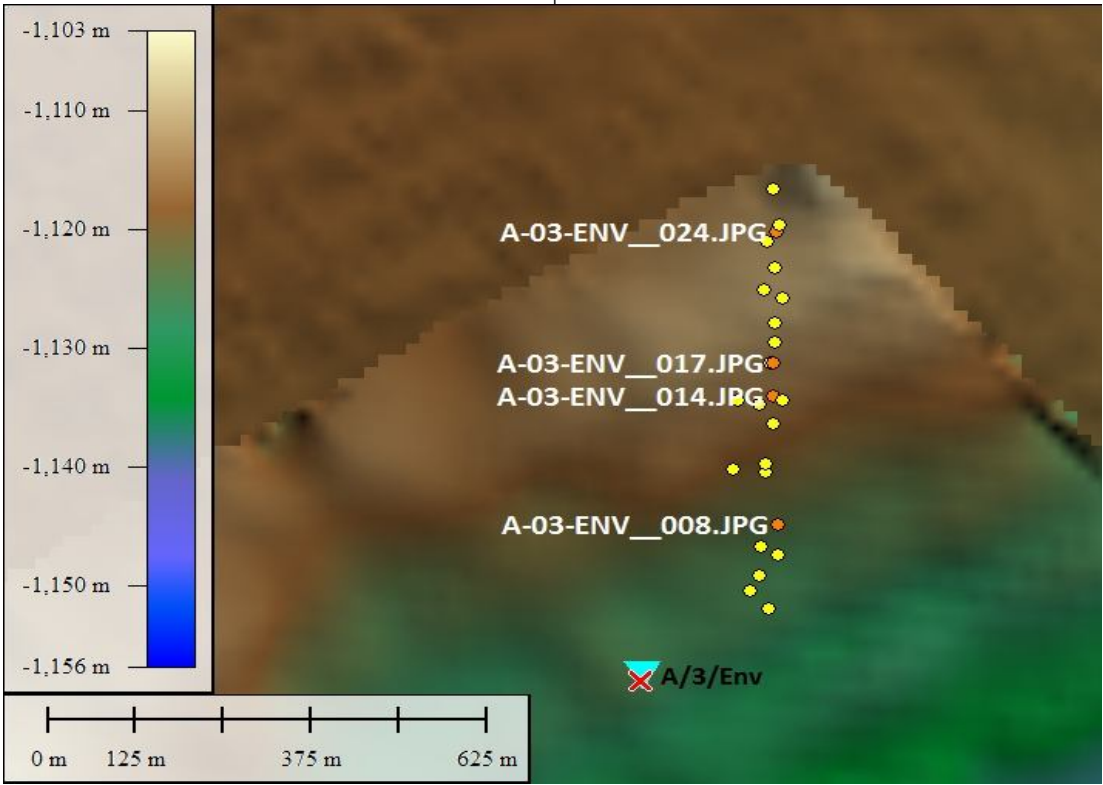 -1,103 m
-1,110 m
-1,120 m
-1,130 m
-1,140 m
-1,150 m
-1,156 m
A-03-ENV__024.JPG
A-03-ENV__017.JPG
A-03-ENV__014.JPG
A-03-ENV__008.JPG
A/3/Env
0 m 125 m 375 m 625 m